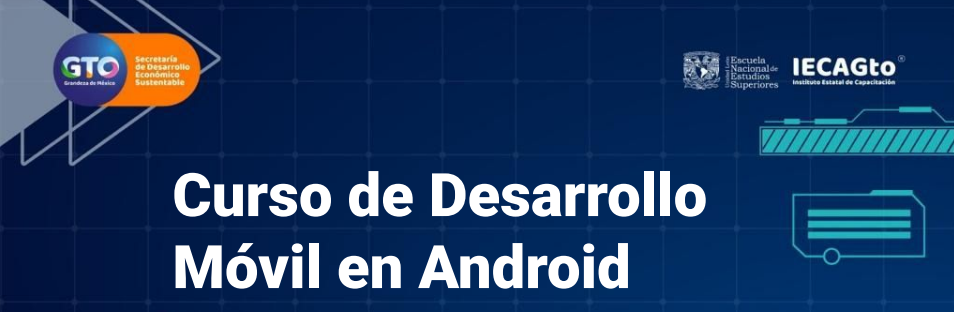 GTO
Grandeza de México
Secretaría
de Desarrollo
Económico
Sustentable
Escuela
Nacional de
Estudios
Superiores
IECAGto®
Instituto Estatal de Capacitación
Curso de Desarrollo
Móvil en Android